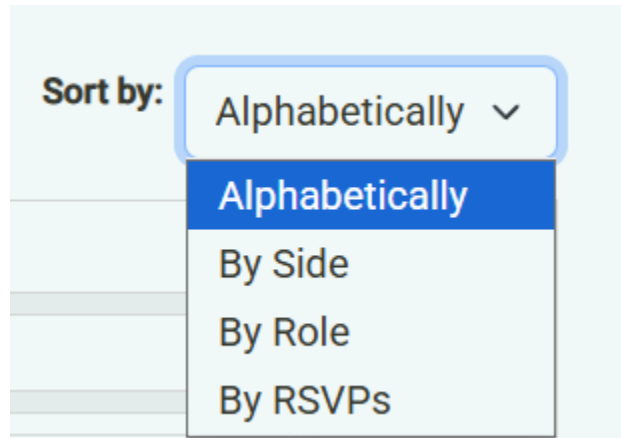 Sort by: Alphabetically
Alphabetically
By Side
By Role
By RSVPs